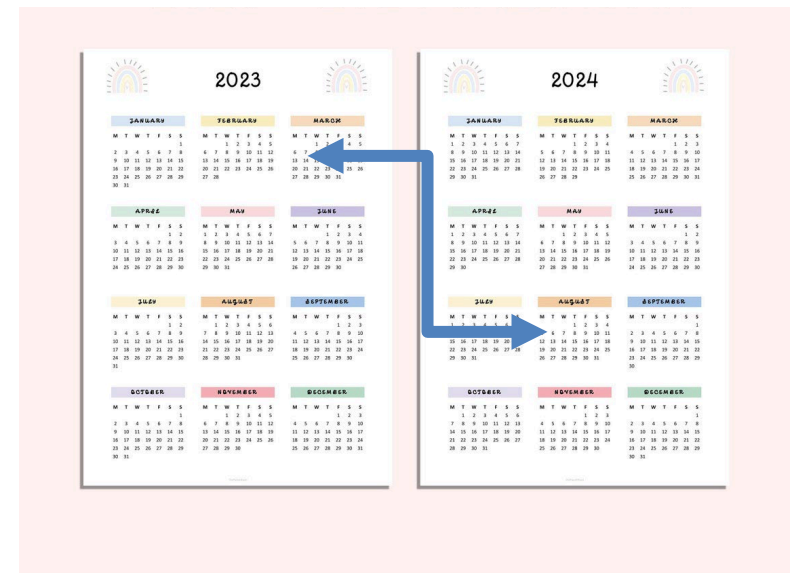 2023
JANUARY
M T W T F S S
1
2 3 4 5 6 7 8
9 10 11 12 13 14 15
16 17 18 19 20 21 22
23 24 25 26 27 28 29
30 31
FEBRUARY
M T W T F S S
1 2 3 4 5
6 7 8 9 10 11 12
13 14 15 16 17 18 19
20 21 22 23 24 25 26
27 28
MARCH
M T W T F S S
1 2 4 5
6 7
13 14
20 21 22 23 26
27 28 29 30 31
APRIL
M T W T F S S
1 2
3 4 5 6 7 8 9
10 11 12 13 14 15 16
17 18 19 20 21 22 23
24 25 26 27 28 29 30
MAY
M T W T F S S
1 2 3 4 5 6 7
8 9 10 11 12 13 14
15 16 17 18 19 20 21
22 23 24 25 26 27 28
29 30 31
JUNE
M T W T F S S
1 2 3 4
5 6 7 8 9 10 11
12 13 14 15 16 17 18
19 20 21 22 23 24 25
26 27 28 29 30
JULY
M T W T F S S
1 2
3 4 5 6 7 8 9
10 11 12 13 14 15 16
17 18 19 20 21 22 23
24 25 26 27 28 29 30
31
AUGUST
M T W T F S S
1 2 3 4 5 6
7 8 9 10 11 12 13
14 15 16 17 18 19 20
21 22 23 24 25 26 27
28 29 30 31
SEPTEMBER
M T W T F S S
1 2 3
4 5 6 7 8 9 10
11 12 13 14 15 16 17
18 19 20 21 22 23 24
25 26 27 28 29 30
OCTOBER
M T W T F S S
1
2 3 4 5 6 7 8
9 10 11 12 13 14 15
16 17 18 19 20 21 22
23 24 25 26 27 28 29
30 31
NOVEMBER
M T W T F S S
1 2 3 4 5
6 7 8 9 10 11 12
13 14 15 16 17 18 19
20 21 22 23 24 25 26
27 28 29 30
DECEMBER
M T W T F S S
1 2 3
4 5 6 7 8 9 10
11 12 13 14 15 16 17
18 19 20 21 22 23 24
25 26 27 28 29 30 31
2024
JANUARY
M T W T F S S
1 2 3 4 5 6 7
8 9 10 11 12 13 14
15 16 17 18 19 20 21
22 23 24 25 26 27 28
29 30 31
FEBRUARY
M T W T F S S
1 2 3 4
5 6 7 8 9 10 11
12 13 14 15 16 17 18
19 20 21 22 23 24 25
26 27 28 29
MARCH
M T W T F S S
1 2 3
4 5 6 7 8 9 10
11 12 13 14 15 16 17
18 19 20 21 22 23 24
25 26 27 28 29 30 31
APRIL
M T W T F S S
1 2 3 4 5 6 7
8 9 10 11 12 13 14
15 16 17 18 19 20 21
22 23 24 25 26 27 28
29 30
MAY
M T W T F S S
1 2 3 4 5
6 7 8 9 10 11 12
13 14 15 16 17 18 19
20 21 22 23 24 25 26
27 28 29 30 31
JUNE
M T W T F S S
1 2
3 4 5 6 7 8 9
10 11 12 13 14 15 16
17 18 19 20 21 22 23
24 25 26 27 28 29 30
JULY
M T W T F S S
15 16 17 18 19 20
22 23 24 25 26 27 28
29 30 31
AUGUST
M T W T F S S
1 2 3 4
6 7 8 9 10 11
12 13 14 15 16 17 18
19 20 21 22 23 24 25
26 27 28 29 30 31
SEPTEMBER
M T W T F S S
1
2 3 4 5 6 7 8
9 10 11 12 13 14 15
16 17 18 19 20 21 22
23 24 25 26 27 28 29
30
OCTOBER
M T W T F S S
1 2 3 4 5 6
7 8 9 10 11 12 13
14 15 16 17 18 19 20
21 22 23 24 25 26 27
28 29 30 31
NOVEMBER
M T W T F S S
1 2 3
4 5 6 7 8 9 10
11 12 13 14 15 16 17
18 19 20 21 22 23 24
25 26 27 28 29 30
DECEMBER
M T W T F S S
1
2 3 4 5 6 7 8
9 10 11 12 13 14 15
16 17 18 19 20 21 22
23 24 25 26 27 28 29
30 31